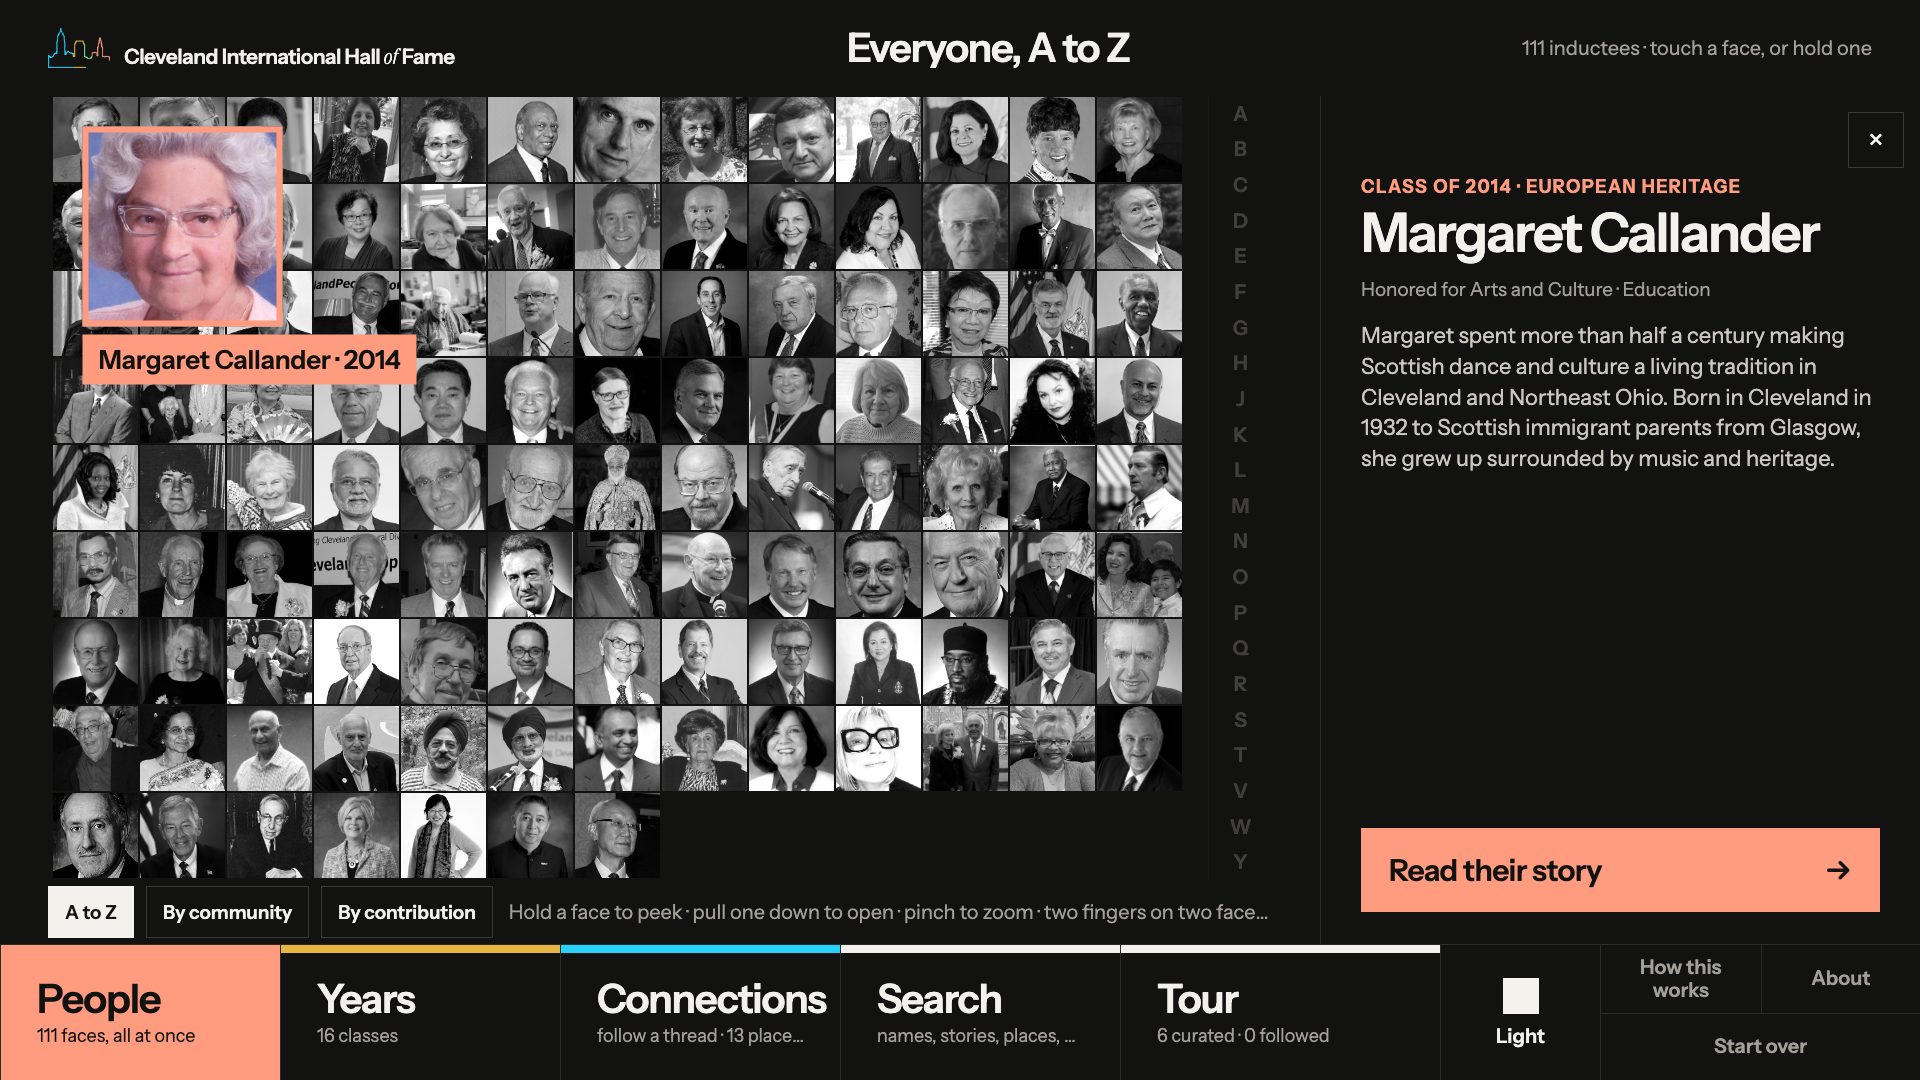 Cleveland International Hall of Fame
Everyone, A to Z
111 inductees · touch a face, or hold one
Margaret Callander · 2014
A
B
C
D
E
F
G
H
J
K
L
M
N
O
P
Q
R
S
T
V
W
Y
×
CLASS OF 2014 · EUROPEAN HERITAGE
Margaret Callander
Honored for Arts and Culture · Education
Margaret spent more than half a century making
Scottish dance and culture a living tradition in
Cleveland and Northeast Ohio. Born in Cleveland in
1932 to Scottish immigrant parents from Glasgow,
she grew up surrounded by music and heritage.
Read their story →
A to Z
By community
By contribution
Hold a face to peek · pull one down to open · pinch to zoom · two fingers on two face...
People
111 faces, all at once
Years
16 classes
Connections
follow a thread · 13 place...
Search
names, stories, places, ...
Tour
6 curated · 0 followed
Light
How this
works
About
Start over